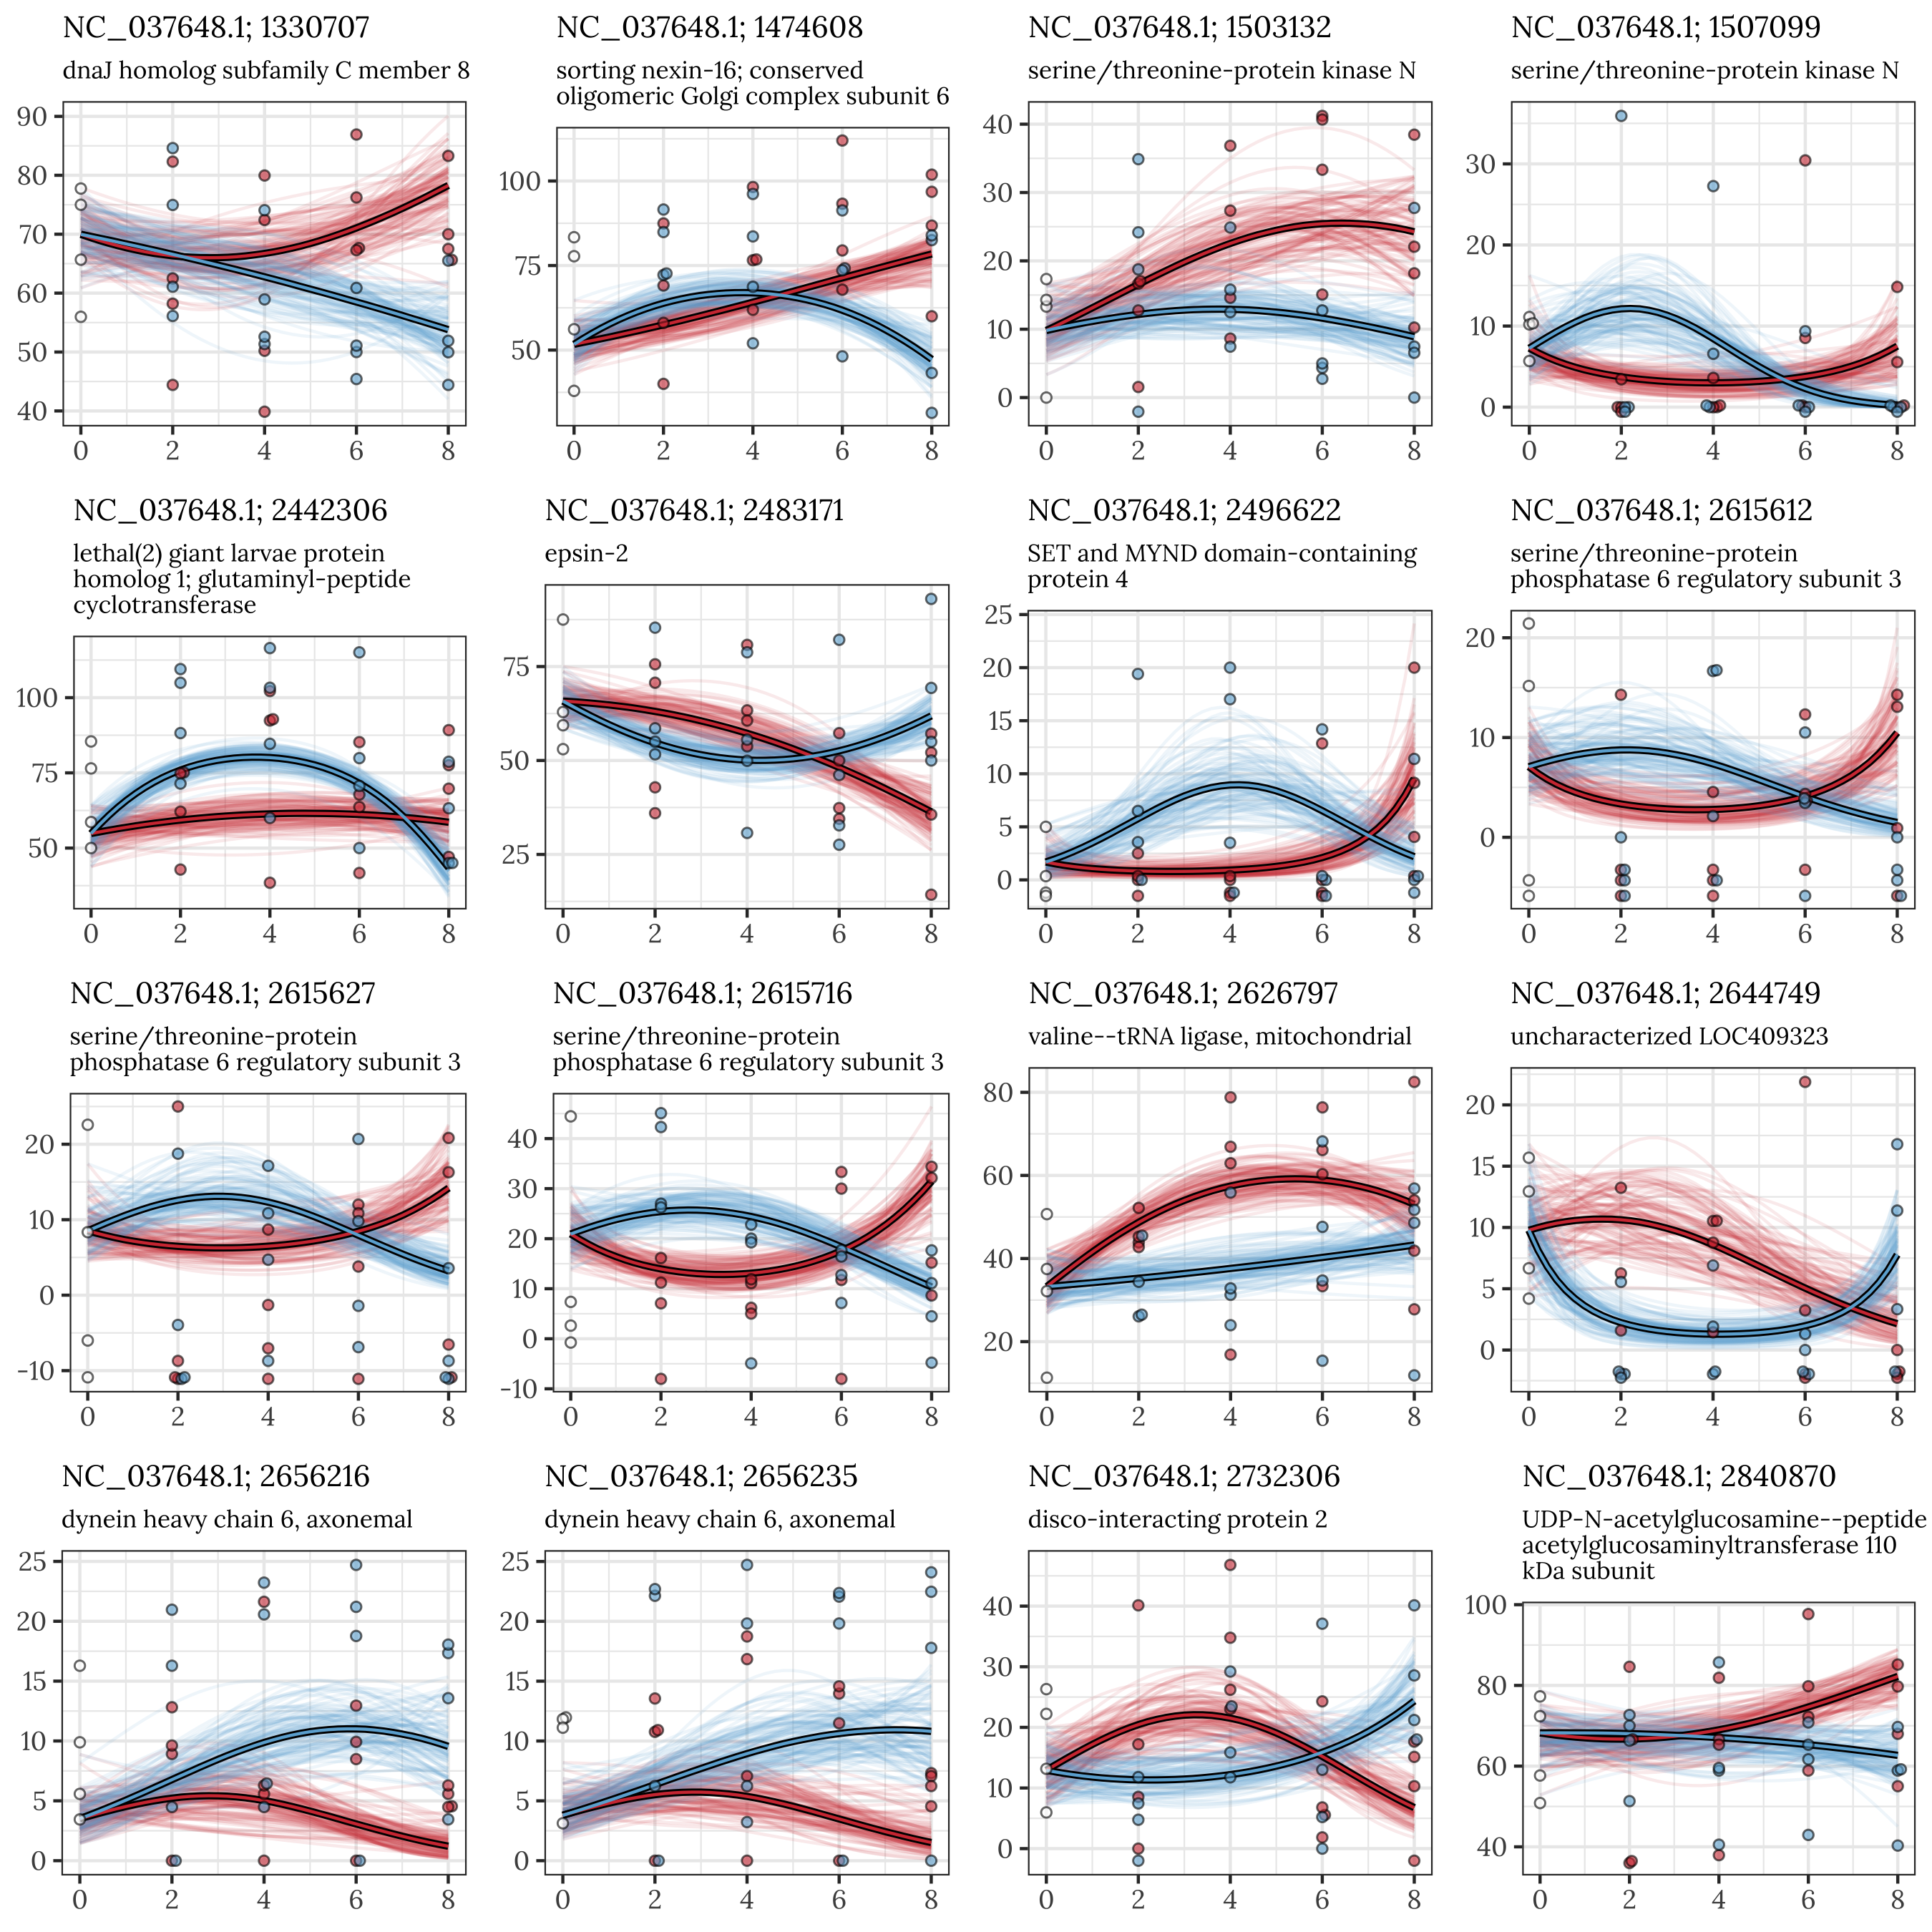 NC_037648.1; 1330707
dnaJ homolog subfamily C member 8
90
80
70
60
50
40
0 2 4 6 8
NC_037648.1; 1474608
sorting nexin-16; conserved
oligomeric Golgi complex subunit 6
100
75
50
0 2 4 6 8
NC_037648.1; 1503132
serine/threonine-protein kinase N
40
30
20
10
0
0 2 4 6 8
NC_037648.1; 1507099
serine/threonine-protein kinase N
30
20
10
0
0 2 4 6 8
NC_037648.1; 2442306
lethal(2) giant larvae protein
homolog 1; glutaminyl-peptide
cyclotransferase
100
75
50
0 2 4 6 8
NC_037648.1; 2483171
epsin-2
75
50
25
0 2 4 6 8
NC_037648.1; 2496622
SET and MYND domain-containing
protein 4
25
20
15
10
5
0
0 2 4 6 8
NC_037648.1; 2615612
serine/threonine-protein
phosphatase 6 regulatory subunit 3
20
10
0
0 2 4 6 8
NC_037648.1; 2615627
serine/threonine-protein
phosphatase 6 regulatory subunit 3
20
10
0
-10
0 2 4 6 8
NC_037648.1; 2615716
serine/threonine-protein
phosphatase 6 regulatory subunit 3
40
30
20
10
0
-10
0 2 4 6 8
NC_037648.1; 2626797
valine--tRNA ligase, mitochondrial
80
60
40
20
0 2 4 6 8
NC_037648.1; 2644749
uncharacterized LOC409323
20
15
10
5
0
0 2 4 6 8
NC_037648.1; 2656216
dynein heavy chain 6, axonemal
25
20
15
10
5
0
0 2 4 6 8
NC_037648.1; 2656235
dynein heavy chain 6, axonemal
25
20
15
10
5
0
0 2 4 6 8
NC_037648.1; 2732306
disco-interacting protein 2
40
30
20
10
0
0 2 4 6 8
NC_037648.1; 2840870
UDP-N-acetylglucosamine--peptide
acetylglucosaminyltransferase 110
kDa subunit
100
80
60
40
0 2 4 6 8